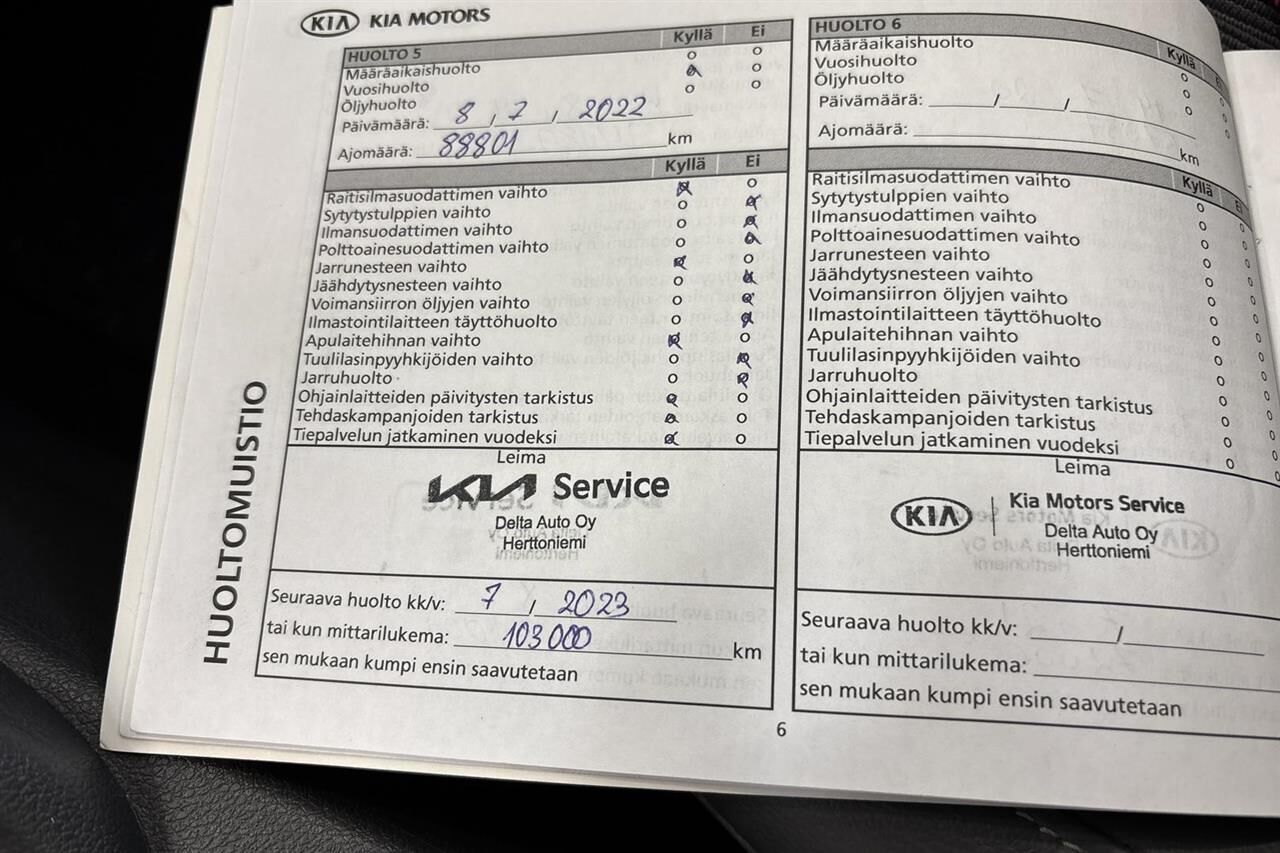 KIA KIA MOTORS
HUOLTO 5 Kyllä Ei
Määräaikaishuolto o o
Vuosihuolto o o
Öljyhuolto o o
Päivämäärä: 8 , 7 , 2022
Ajomäärä: 88801 km
Kyllä Ei
Raitisilmasuodattimen vaihto o o
Sytytystulppien vaihto o o
Ilmansuodattimen vaihto o o
Polttoainesuodattimen vaihto o o
Jarrunesteen vaihto o o
Jäähdytysnesteen vaihto o o
Voimansiirron öljyjen vaihto o o
Ilmastointilaitteen täyttöhuolto o o
Apulaitehihnan vaihto o o
Tuulilasinpyyhkijöiden vaihto o o
Jarruhuolto o o
Ohjainlaitteiden päivitysten tarkistus o o
Tehdaskampanjoiden tarkistus o o
Tiepalvelun jatkaminen vuodeksi o o
Leima
KIA Service
Delta Auto Oy
Herttoniemi
Seuraava huolto kk/v: 7 / 2023
tai kun mittarilukema: 103 000 km
sen mukaan kumpi ensin saavutetaan
HUOLTOMUISTIO
6
HUOLTO 6 Kyllä Ei
Määräaikaishuolto o o
Vuosihuolto o o
Öljyhuolto o o
Päivämäärä: / /
Ajomäärä: km
Kyllä Ei
Raitisilmasuodattimen vaihto o o
Sytytystulppien vaihto o o
Ilmansuodattimen vaihto o o
Polttoainesuodattimen vaihto o o
Jarrunesteen vaihto o o
Jäähdytysnesteen vaihto o o
Voimansiirron öljyjen vaihto o o
Ilmastointilaitteen täyttöhuolto o o
Apulaitehihnan vaihto o o
Tuulilasinpyyhkijöiden vaihto o o
Jarruhuolto o o
Ohjainlaitteiden päivitysten tarkistus o o
Tehdaskampanjoiden tarkistus o o
Tiepalvelun jatkaminen vuodeksi o o
Leima
KIA Kia Motors Service
Delta Auto Oy
Herttoniemi
Seuraava huolto kk/v: /
tai kun mittarilukema:
sen mukaan kumpi ensin saavutetaan